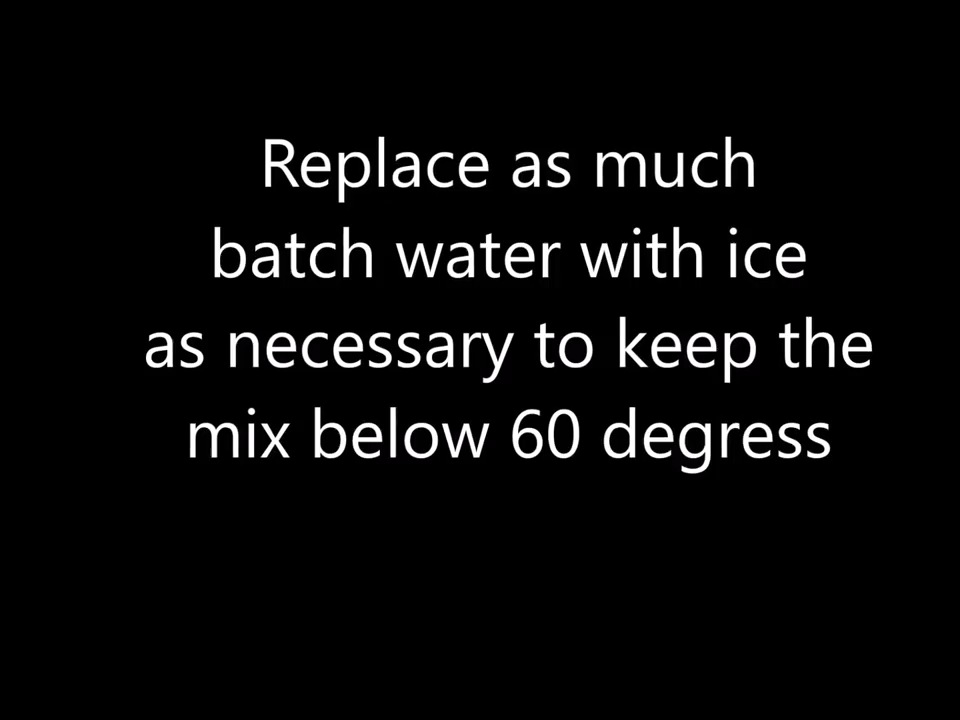 Replace as much
batch water with ice
as necessary to keep the
mix below 60 degress